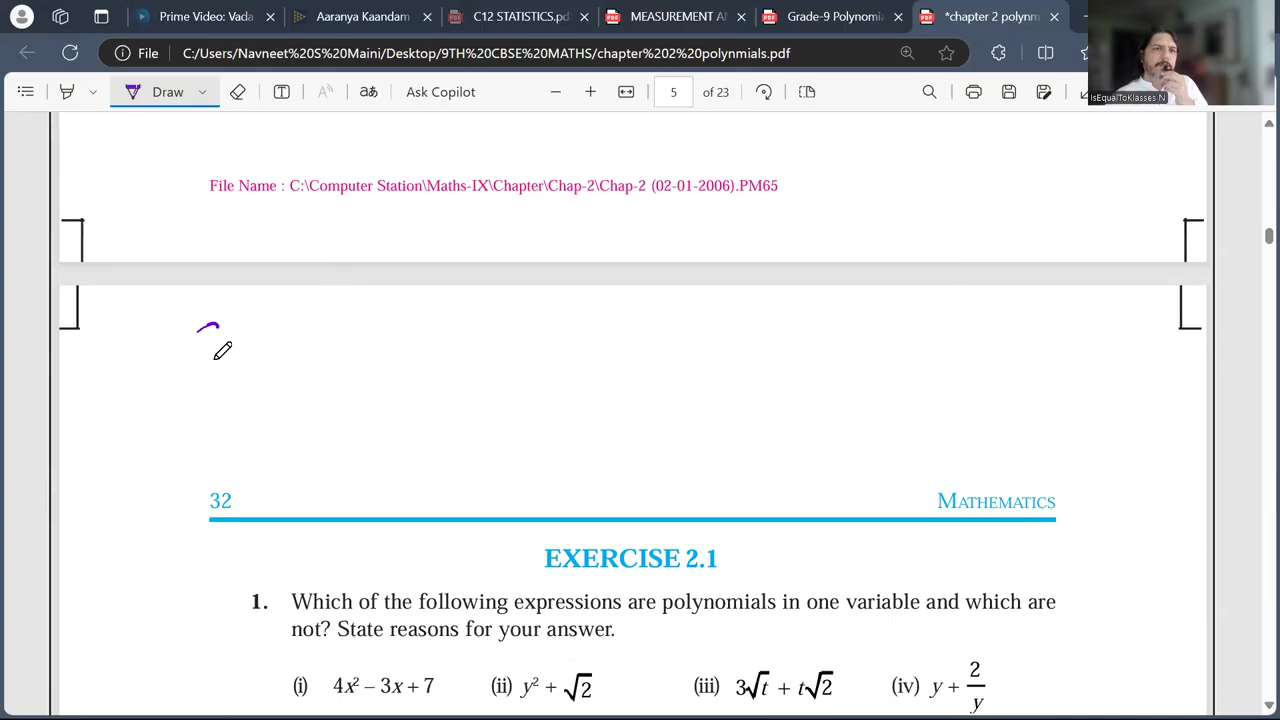 Prime Video: Vada
Aaranya Kaandam
C12 STATISTICS.pd
MEASUREMENT A
Grade-9 Polynomia
*chapter 2 polynm
File
C:/Users/Navneet%20S%20Maini/Desktop/9TH%20CBSE%20MATHS/chapter%202%20polynmials.pdf
IsEqualToKlasses N
Draw
Ask Copilot
5 of 23
File Name : C:\Computer Station\Maths-IX\Chapter\Chap-2\Chap-2 (02-01-2006).PM65
32 MATHEMATICS
EXERCISE 2.1
1. Which of the following expressions are polynomials in one variable and which are
not? State reasons for your answer.
(i) 4x² – 3x + 7 (ii) y² + √2 (iii) 3√t + t√2 (iv) y + 2/y